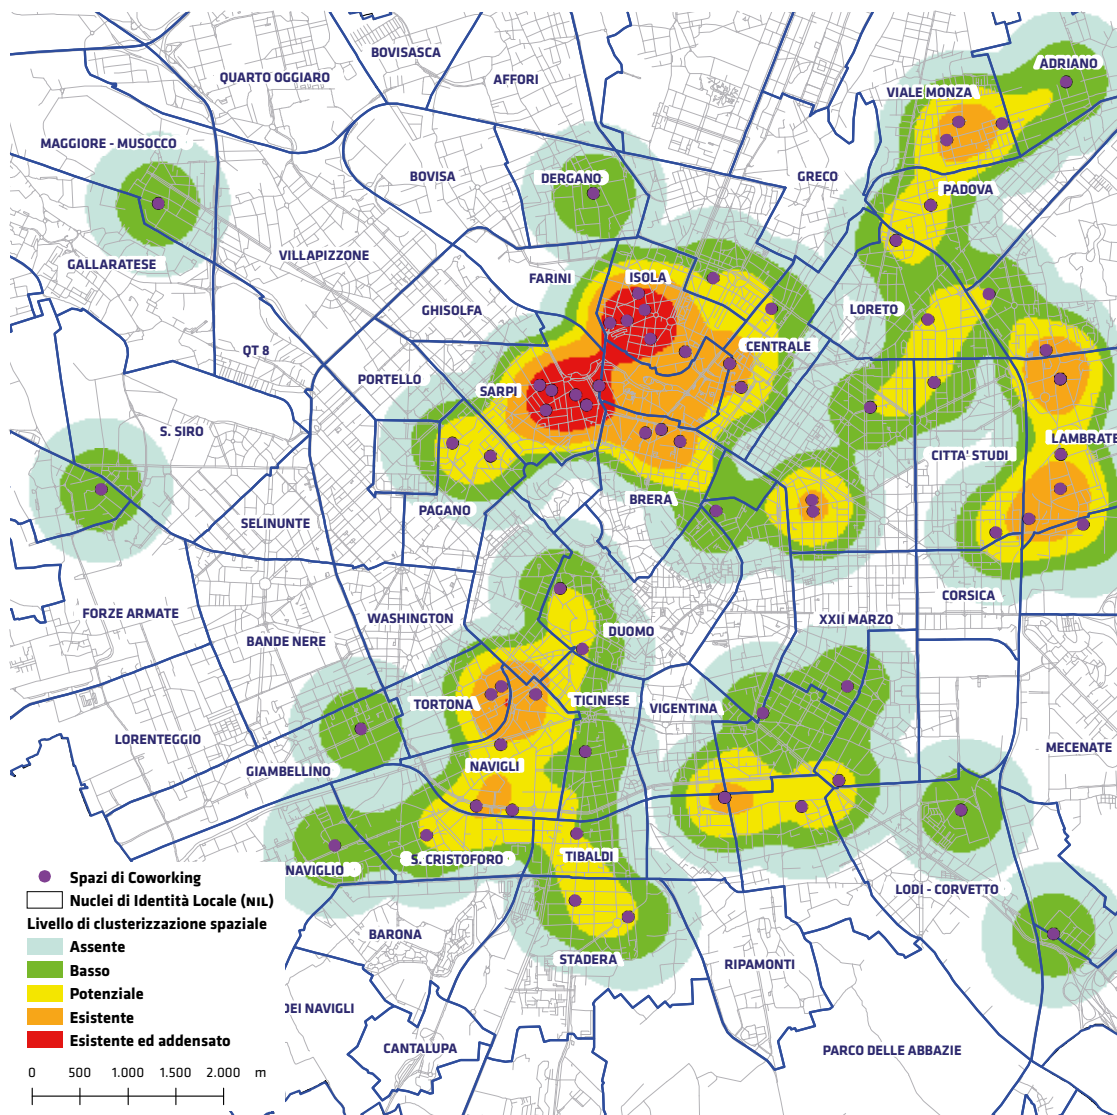 BOVISASCA
ADRIANO
QUARTO OGGIARO
AFFORI
VIALE MONZA
MAGGIORE - MUSOCCO
BOVISA
DERGANO
GRECO
PADOVA
GALLARATESE
VILLAPIZZONE
FARINI
ISOLA
GHISOLFA
LORETO
QT 8
CENTRALE
PORTELLO
SARPI
S. SIRO
LAMBRATE
CITTA' STUDI
BRERA
PAGANO
SELINUNTE
CORSICA
FORZE ARMATE
WASHINGTON
XXII MARZO
BANDE NERE
DUOMO
TORTONA
TICINESE
VIGENTINA
LORENTEGGIO
MECENATE
NAVIGLI
GIAMBELLINO
TIBALDI
S. CRISTOFORO
NAVIGLIO
LODI - CORVETTO
BARONA
STADERA
RIPAMONTI
DEI NAVIGLI
CANTALUPA
PARCO DELLE ABBAZIE
Spazi di Coworking
Nuclei di Identità Locale (NIL)
Livello di clusterizzazione spaziale
Assente
Basso
Potenziale
Esistente
Esistente ed addensato
0 500 1.000 1.500 2.000 m